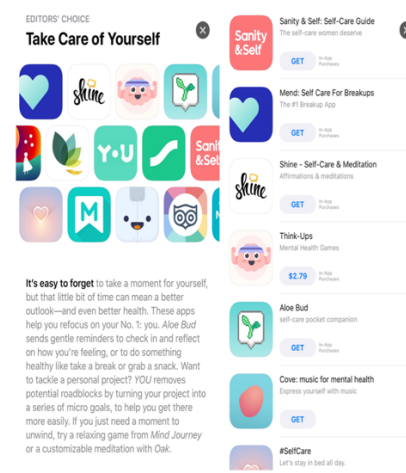 EDITORS' CHOICE
Take Care of Yourself
shine
Y•U
Sanit
&Sel
M
It's easy to forget to take a moment for yourself,
but that little bit of time can mean a better
outlook—and even better health. These apps
help you refocus on your No. 1: you. Aloe Bud
sends gentle reminders to check in and reflect
on how you're feeling, or to do something
healthy like take a break or grab a snack. Want
to tackle a personal project? YOU removes
potential roadblocks by turning your project into
a series of micro goals, to help you get there
more easily. If you just need a moment to
unwind, try a relaxing game from Mind Journey
or a customizable meditation with Oak.
Sanity
&Self
Sanity & Self: Self-Care Guide
The self-care women deserve
GET
In-App
Purchases
Mend: Self Care For Breakups
The #1 Breakup App
GET
In-App
Purchases
shine
Shine - Self-Care & Meditation
Affirmations & meditations
GET
In-App
Purchases
Think-Ups
Mental Health Games
$2.79
In-App
Purchases
Aloe Bud
self-care pocket companion
GET
In-App
Purchases
Cove: music for mental health
Express yourself with music
GET
#SelfCare
Let's stay in bed all day.